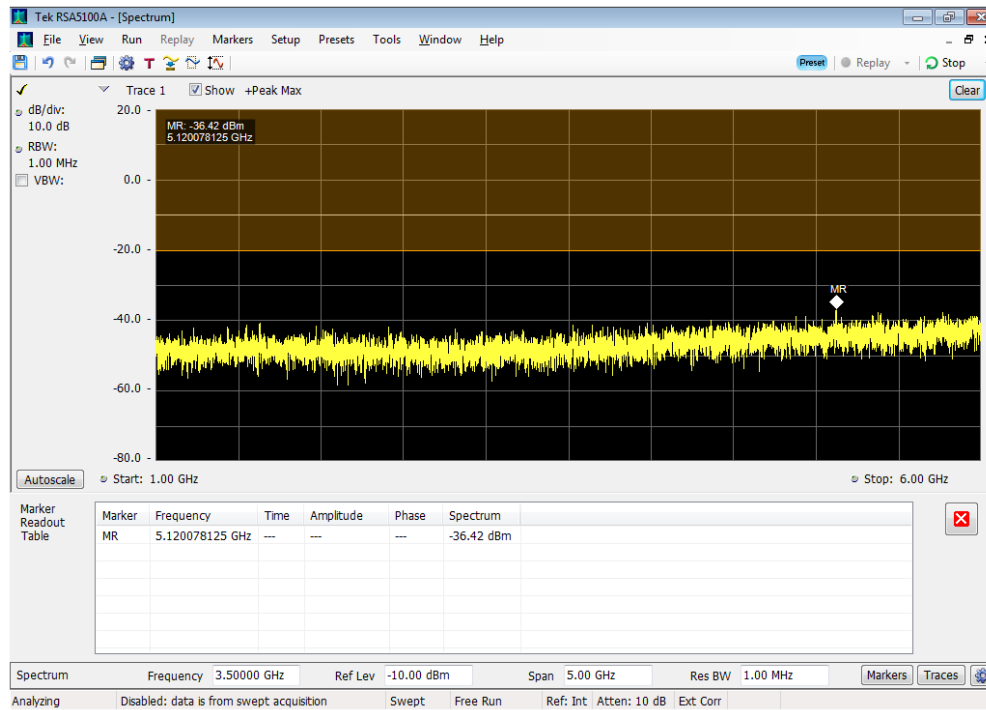 Tek RSA5100A - [Spectrum]
File View Run Replay Markers Setup Presets Tools Window Help
T Preset Replay Stop
Trace 1 Show +Peak Max Clear
dB/div:
10.0 dB
RBW:
1.00 MHz
VBW:
20.0
0.0
-20.0
-40.0
-60.0
-80.0
MR: -36.42 dBm
5.120078125 GHz
MR
Autoscale Start: 1.00 GHz Stop: 6.00 GHz
Marker
Readout
Table
Marker Frequency Time Amplitude Phase Spectrum
MR 5.120078125 GHz --- --- --- -36.42 dBm
Spectrum Frequency 3.50000 GHz Ref Lev -10.00 dBm Span 5.00 GHz Res BW 1.00 MHz Markers Traces
Analyzing Disabled: data is from swept acquisition Swept Free Run Ref: Int Atten: 10 dB Ext Corr